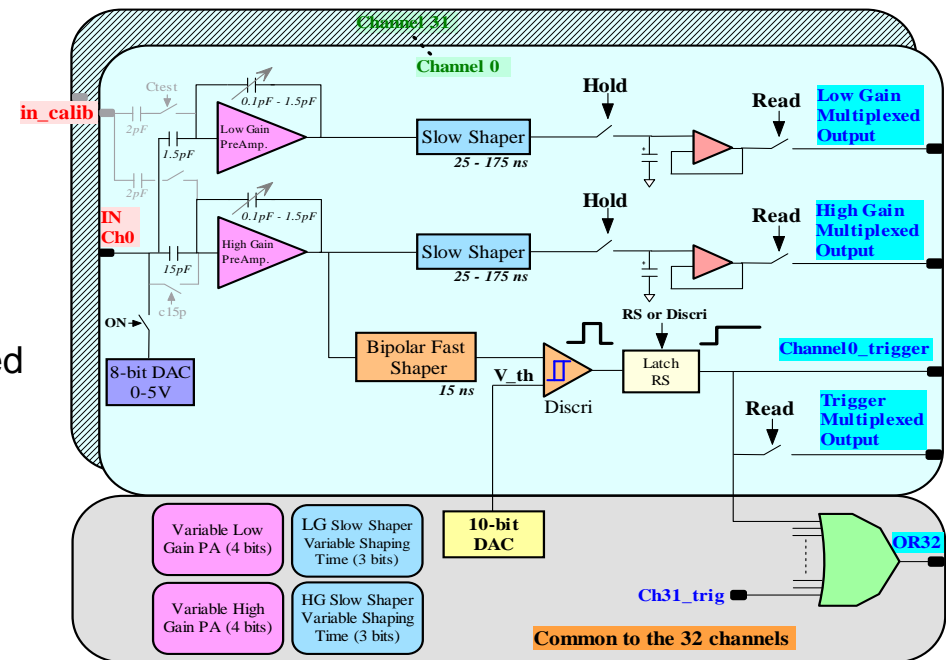 Channel 31
Channel 0
in_calib
Ctest
2pF
0.1pF - 1.5pF
Low Gain
PreAmp.
1.5pF
Slow Shaper
25 - 175 ns
Hold
Read
Low Gain
Multiplexed
Output
2pF
0.1pF - 1.5pF
IN
Ch0
High Gain
PreAmp.
15pF
c15p
Slow Shaper
25 - 175 ns
Hold
Read
High Gain
Multiplexed
Output
ON
8-bit DAC
0-5V
ed
Bipolar Fast
Shaper
15 ns
V_th
Discri
RS or Discri
Latch
RS
Channel0_trigger
Read
Trigger
Multiplexed
Output
Variable Low
Gain PA (4 bits)
LG Slow Shaper
Variable Shaping
Time (3 bits)
10-bit
DAC
OR32
Variable High
Gain PA (4 bits)
HG Slow Shaper
Variable Shaping
Time (3 bits)
Ch31_trig
Common to the 32 channels